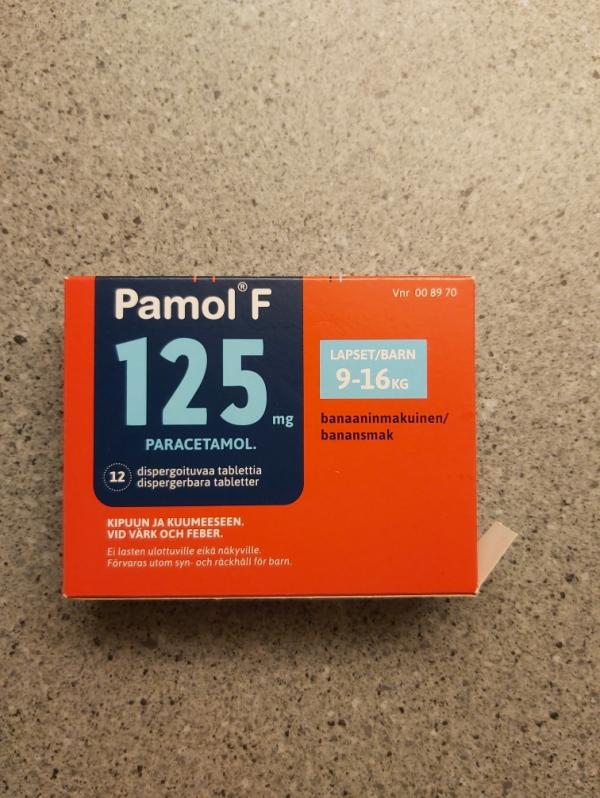 Pamol® F
Vnr 00 89 70
125 mg
PARACETAMOL.
12 dispergoituvaa tablettia
dispergerbara tabletter
LAPSET/BARN
9-16 KG
banaaninmakuinen/
banansmak
KIPUUN JA KUUMEESEEN.
VID VÄRK OCH FEBER.
Ei lasten ulottuville eikä näkyville.
Förvaras utom syn- och räckhåll för barn.